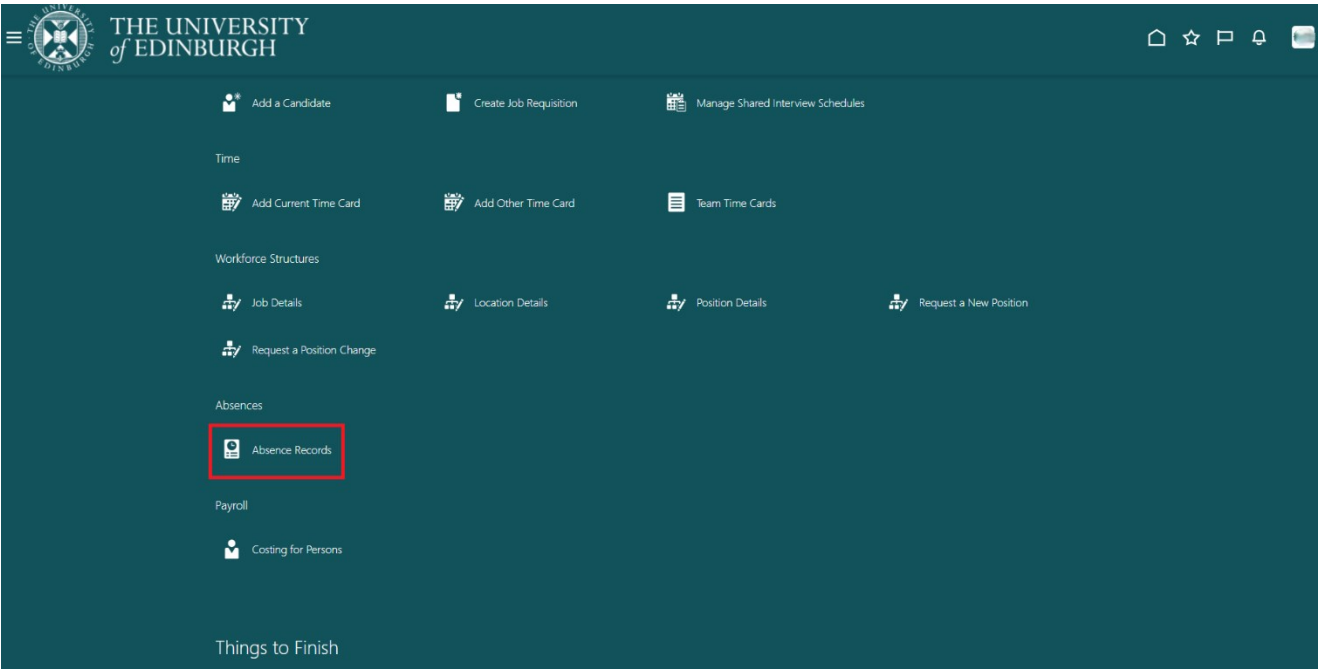 THE UNIVERSITY
of EDINBURGH
Add a Candidate
Create Job Requisition
Manage Shared Interview Schedules
Time
Add Current Time Card
Add Other Time Card
Team Time Cards
Workforce Structures
Job Details
Location Details
Position Details
Request a New Position
Request a Position Change
Absences
Absence Records
Payroll
Costing for Persons
Things to Finish